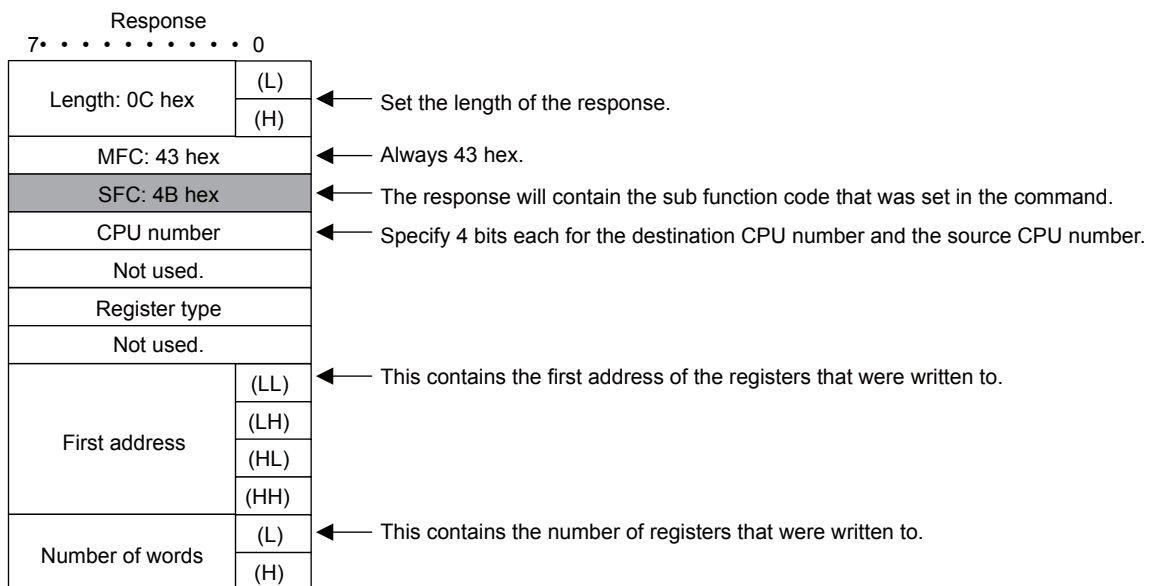 Response
7• • • • • • • • • • 0
Length: 0C hex
(L)
(H)
Set the length of the response.
MFC: 43 hex
Always 43 hex.
SFC: 4B hex
The response will contain the sub function code that was set in the command.
CPU number
Specify 4 bits each for the destination CPU number and the source CPU number.
Not used.
Register type
Not used.
First address
(LL)
(LH)
(HL)
(HH)
This contains the first address of the registers that were written to.
Number of words
(L)
(H)
This contains the number of registers that were written to.